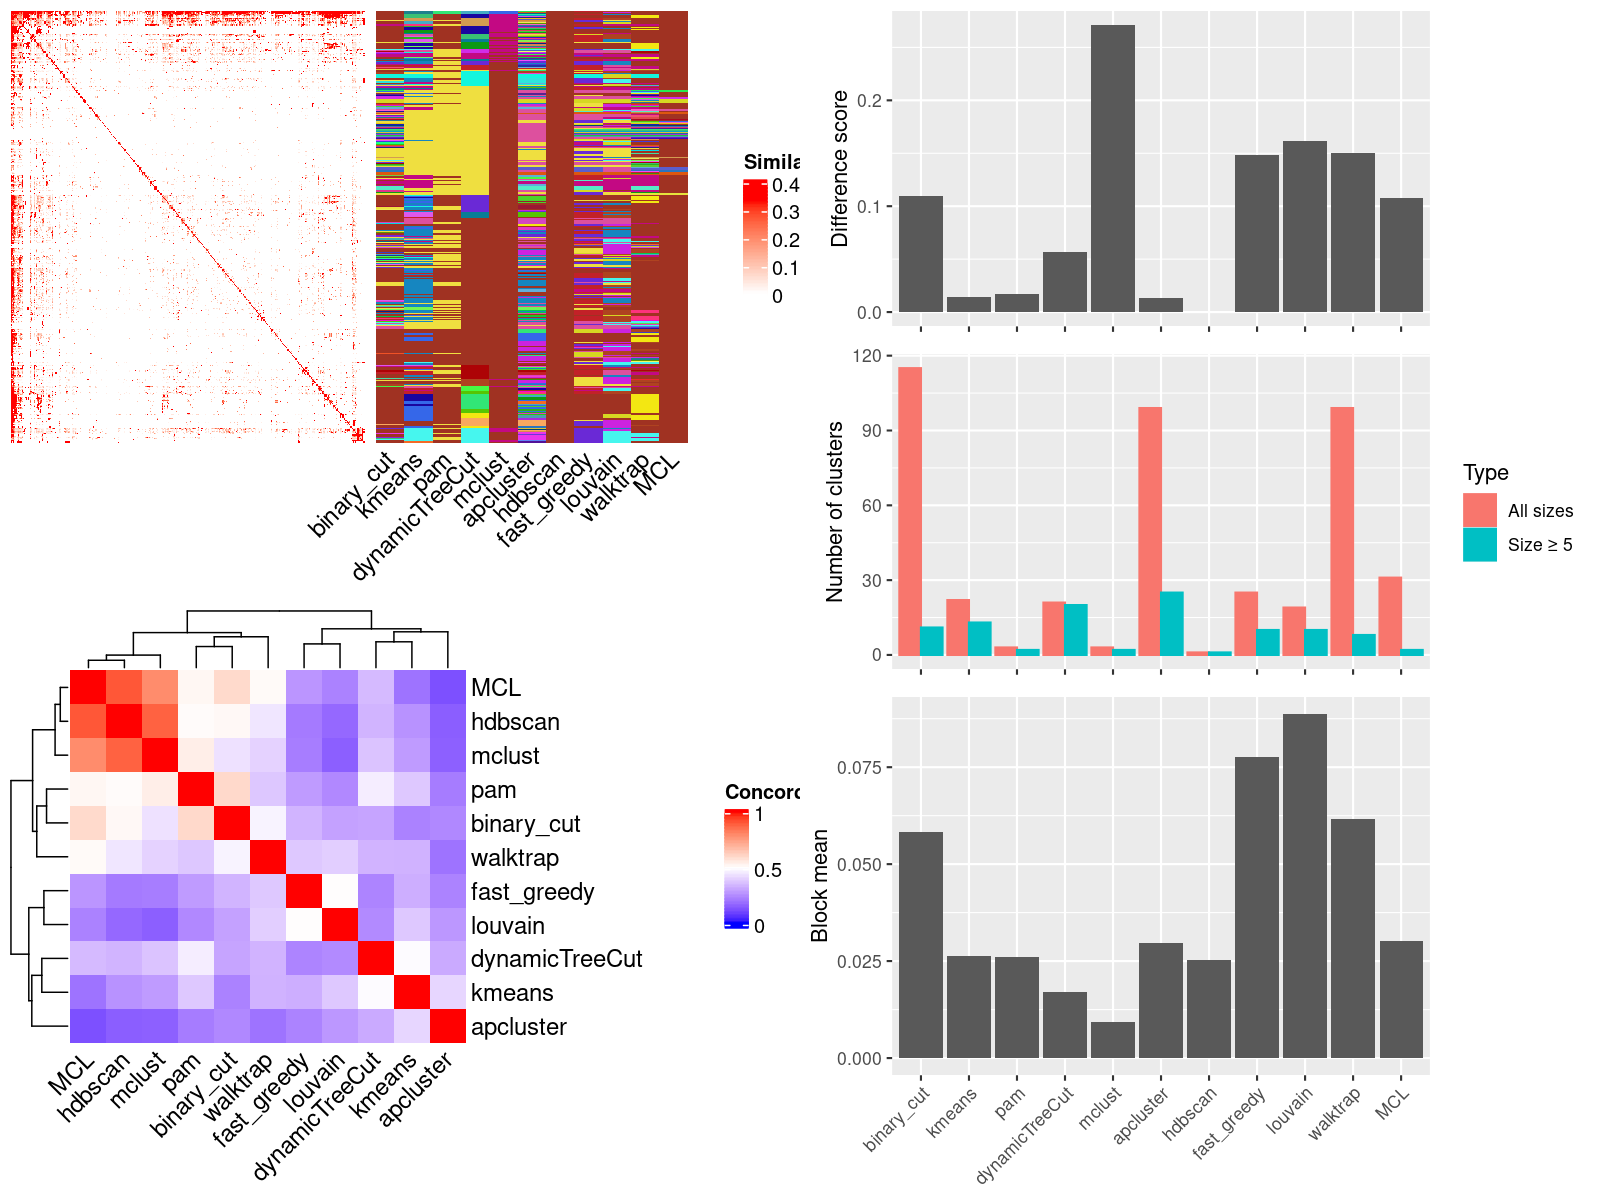 Simila
0.4
0.3
0.2
0.1
0
binary_cut
kmeans
pam
dynamicTreeCut
mclust
apcluster
hdbscan
fast_greedy
louvain
walktrap
MCL
Difference score
0.2
0.1
0.0
Number of clusters
120
90
60
30
0
Type
All sizes
Size ≥ 5
MCL
hdbscan
mclust
pam
binary_cut
walktrap
fast_greedy
louvain
dynamicTreeCut
kmeans
apcluster
MCL
hdbscan
mclust
pam
binary_cut
walktrap
fast_greedy
louvain
dynamicTreeCut
kmeans
apcluster
Concord
1
0.5
0
Block mean
0.075
0.050
0.025
0.000
binary_cut
kmeans
pam
dynamicTreeCut
mclust
apcluster
hdbscan
fast_greedy
louvain
walktrap
MCL